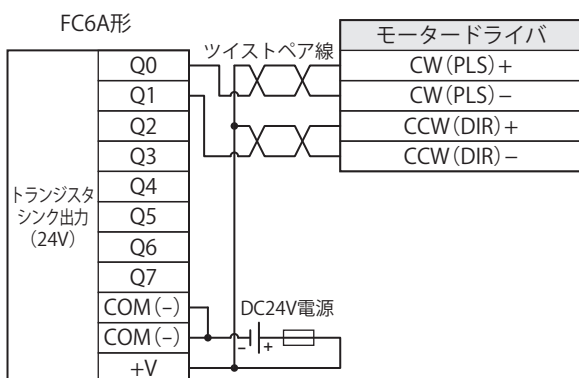 FC6A形
トランジスタ
シンク出力
（24V）
Q0
Q1
Q2
Q3
Q4
Q5
Q6
Q7
COM（−）
COM（−）
+V
ツイストペア線
DC24V電源
− +
モータードライバ
CW（PLS）+
CW（PLS）−
CCW（DIR）+
CCW（DIR）−